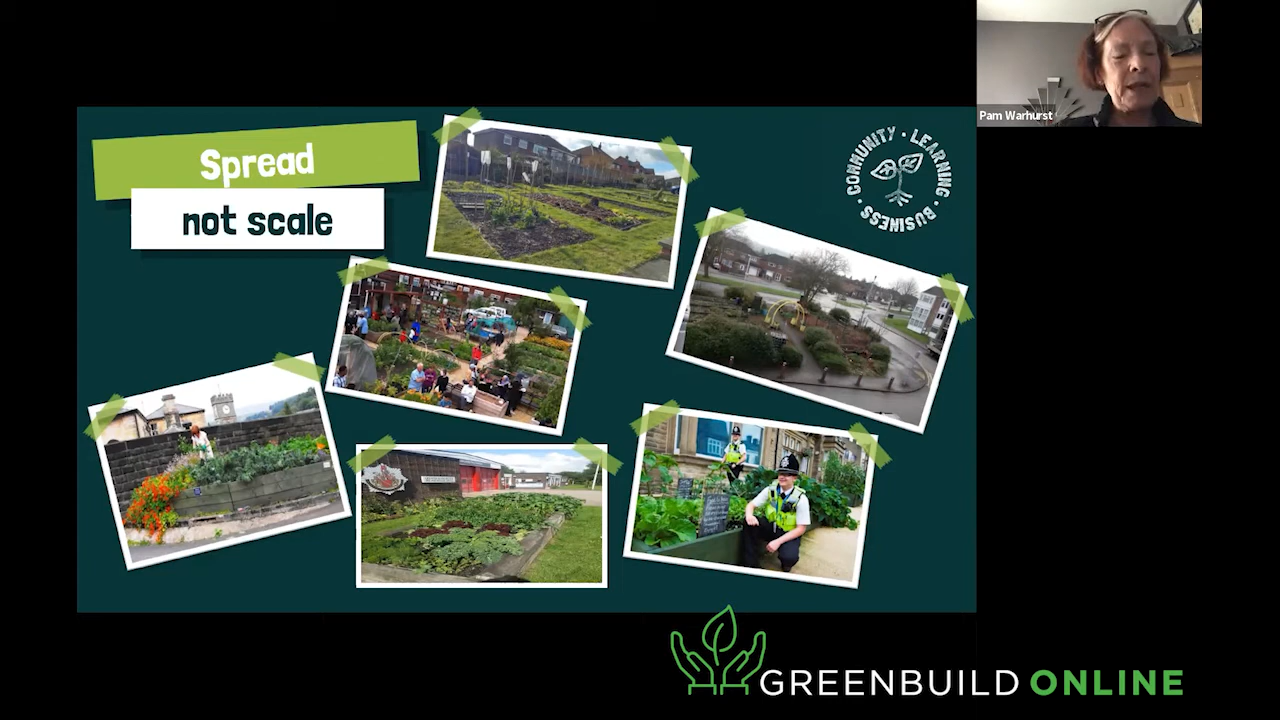 Pam Warhurst
Spread
not scale
COMMUNITY · LEARNING · BUSINESS ·
GREENBUILD ONLINE